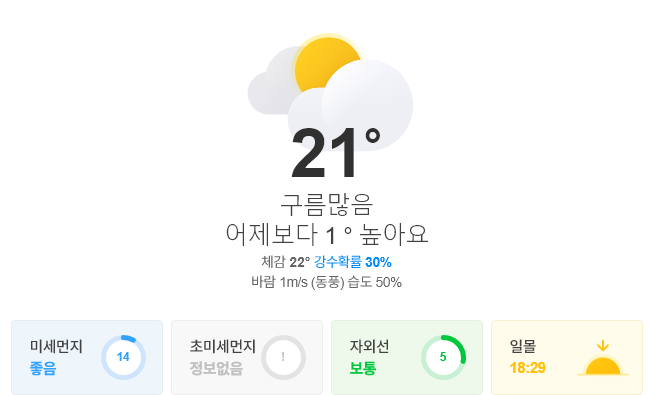 21°
구름많음
어제보다 1 ° 높아요
체감 22° 강수확률 30%
바람 1m/s (동풍) 습도 50%
미세먼지
좋음
14
초미세먼지
정보없음
!
자외선
보통
5
일몰
18:29